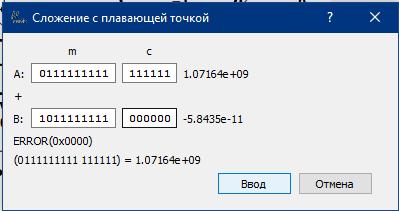 Сложение с плавающей точкой
m c
A: 0111111111 111111 1.07164e+09
+
B: 1011111111 000000 -5.8435e-11
ERROR(0x0000)
(0111111111 111111) = 1.07164e+09
Ввод Отмена